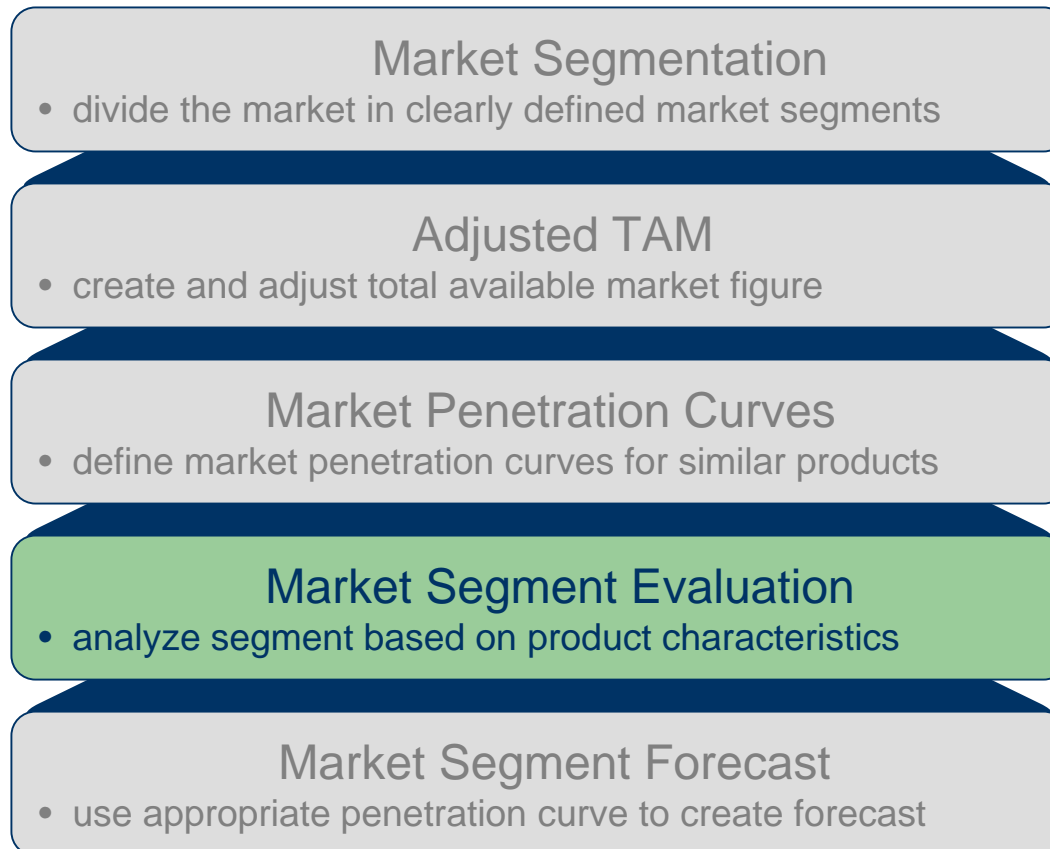 Market Segmentation
• divide the market in clearly defined market segments
Adjusted TAM
• create and adjust total available market figure
Market Penetration Curves
• define market penetration curves for similar products
Market Segment Evaluation
• analyze segment based on product characteristics
Market Segment Forecast
• use appropriate penetration curve to create forecast